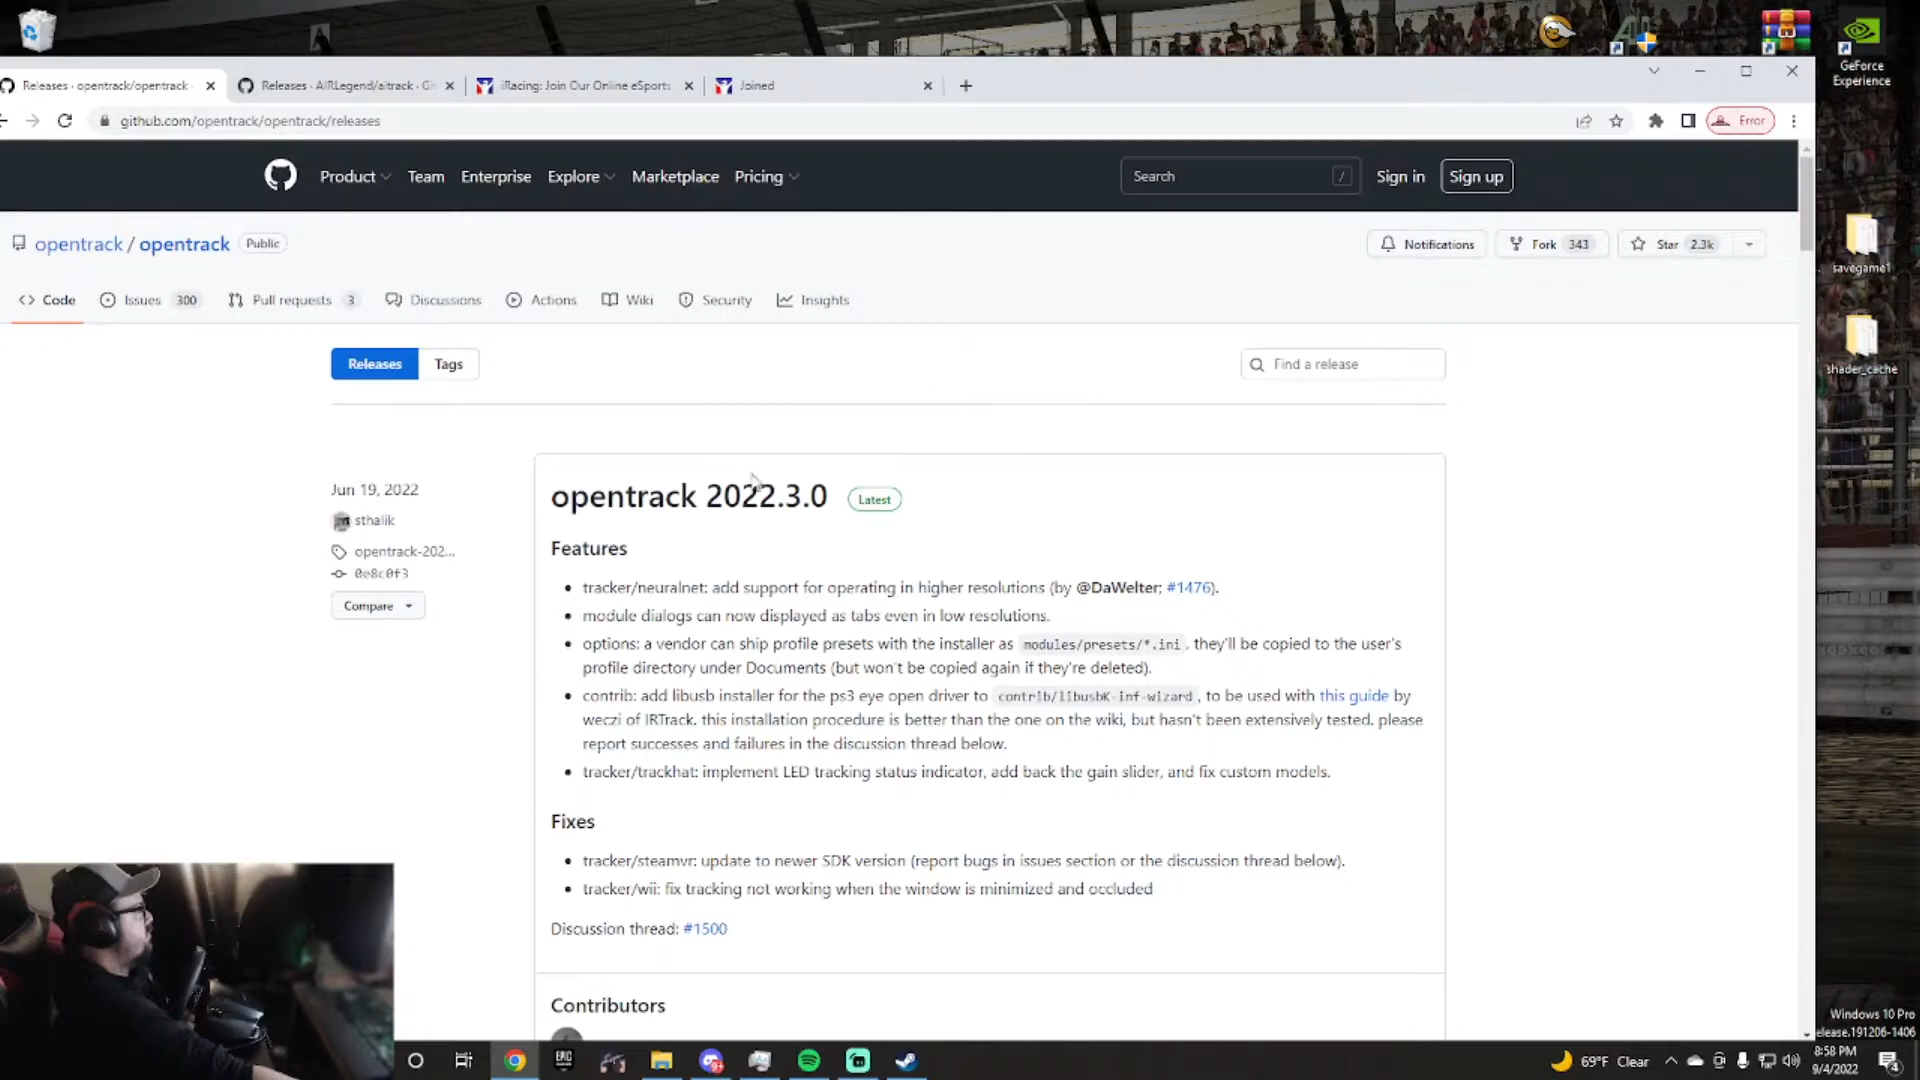 GeForce
Experience
Releases · opentrack/opentrack
Releases · AIRLegend/aitrack · Gi
iRacing: Join Our Online eSports
Joined
github.com/opentrack/opentrack/releases
Error
Product
Team
Enterprise
Explore
Marketplace
Pricing
Search
/
Sign in
Sign up
opentrack / opentrack
Public
Notifications
Fork 343
Star 2.3k
savegame1
Code
Issues 300
Pull requests 3
Discussions
Actions
Wiki
Security
Insights
Releases
Tags
Find a release
shader_cache
Jun 19, 2022
sthalik
opentrack-202...
0e8c0f3
Compare
opentrack 2022.3.0
Latest
Features
tracker/neuralnet: add support for operating in higher resolutions (by @DaWelter; #1476).
module dialogs can now displayed as tabs even in low resolutions.
options: a vendor can ship profile presets with the installer as modules/presets/*.ini. they'll be copied to the user's
profile directory under Documents (but won't be copied again if they're deleted).
contrib: add libusb installer for the ps3 eye open driver to contrib/libusbK-inf-wizard, to be used with this guide by
weczi of IRTrack. this installation procedure is better than the one on the wiki, but hasn't been extensively tested. please
report successes and failures in the discussion thread below.
tracker/trackhat: implement LED tracking status indicator, add back the gain slider, and fix custom models.
Fixes
tracker/steamvr: update to newer SDK version (report bugs in issues section or the discussion thread below).
tracker/wii: fix tracking not working when the window is minimized and occluded
Discussion thread: #1500
Contributors
Windows 10 Pro
elease.191206-1406
EPIC
69°F Clear
8:58 PM
9/4/2022
4